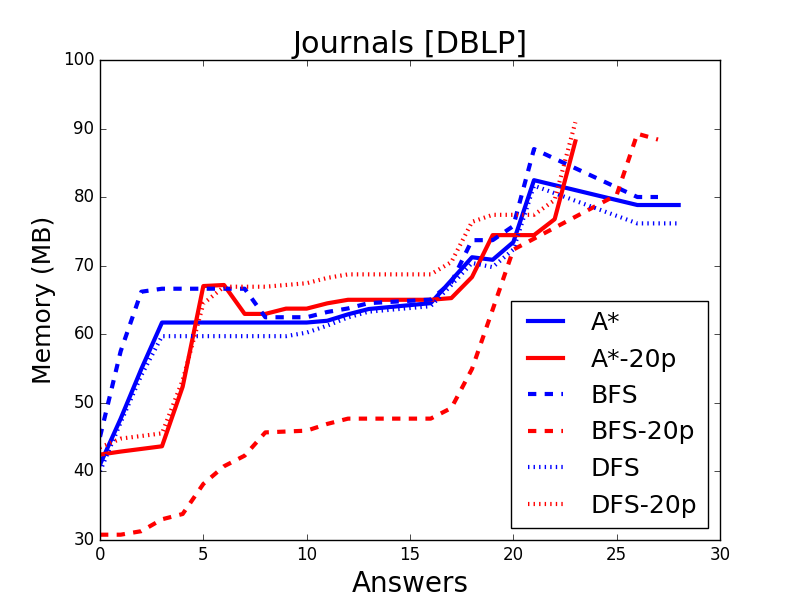 Journals [DBLP]
100
90
80
70
60
50
40
30
Memory (MB)
0 5 10 15 20 25 30
Answers
A*
A*-20p
BFS
BFS-20p
DFS
DFS-20p